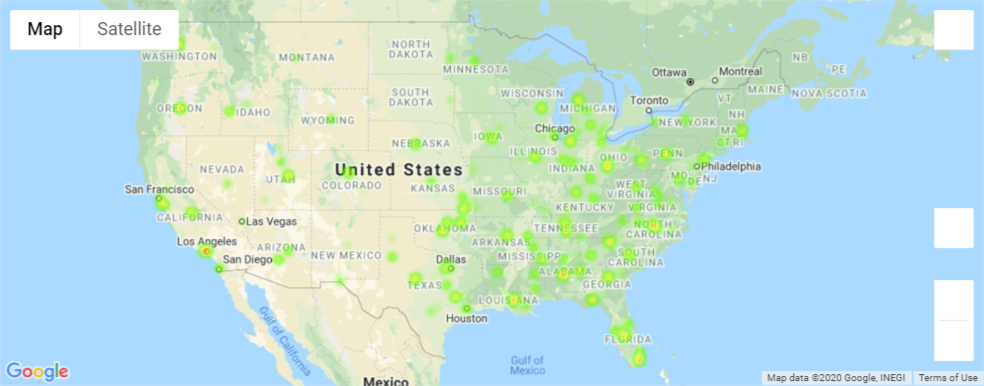 Map
Satellite
WASHINGTON
MONTANA
NORTH
DAKOTA
MINNESOTA
Ottawa
Montreal
NB
PE
NOVA SCOTIA
MAINE
VT
NH
OREGON
IDAHO
WYOMING
SOUTH
DAKOTA
WISCONSIN
MICHIGAN
Toronto
NEW YORK
MA
CT
RI
Chicago
IOWA
NEBRASKA
ILLINOIS
INDIANA
OHIO
PENN
Philadelphia
MD
DE
NJ
United States
NEVADA
UTAH
COLORADO
KANSAS
MISSOURI
WEST
VIRGINIA
VIRGINIA
KENTUCKY
San Francisco
CALIFORNIA
Las Vegas
Los Angeles
San Diego
ARIZONA
NEW MEXICO
OKLAHOMA
ARKANSAS
TENNESSEE
NORTH
CAROLINA
SOUTH
CAROLINA
MISSISSIPPI
ALABAMA
GEORGIA
Dallas
TEXAS
LOUISIANA
Houston
FLORIDA
Gulf of California
Gulf of
Mexico
Mexico
Google
Map data ©2020 Google, INEGI
Terms of Use